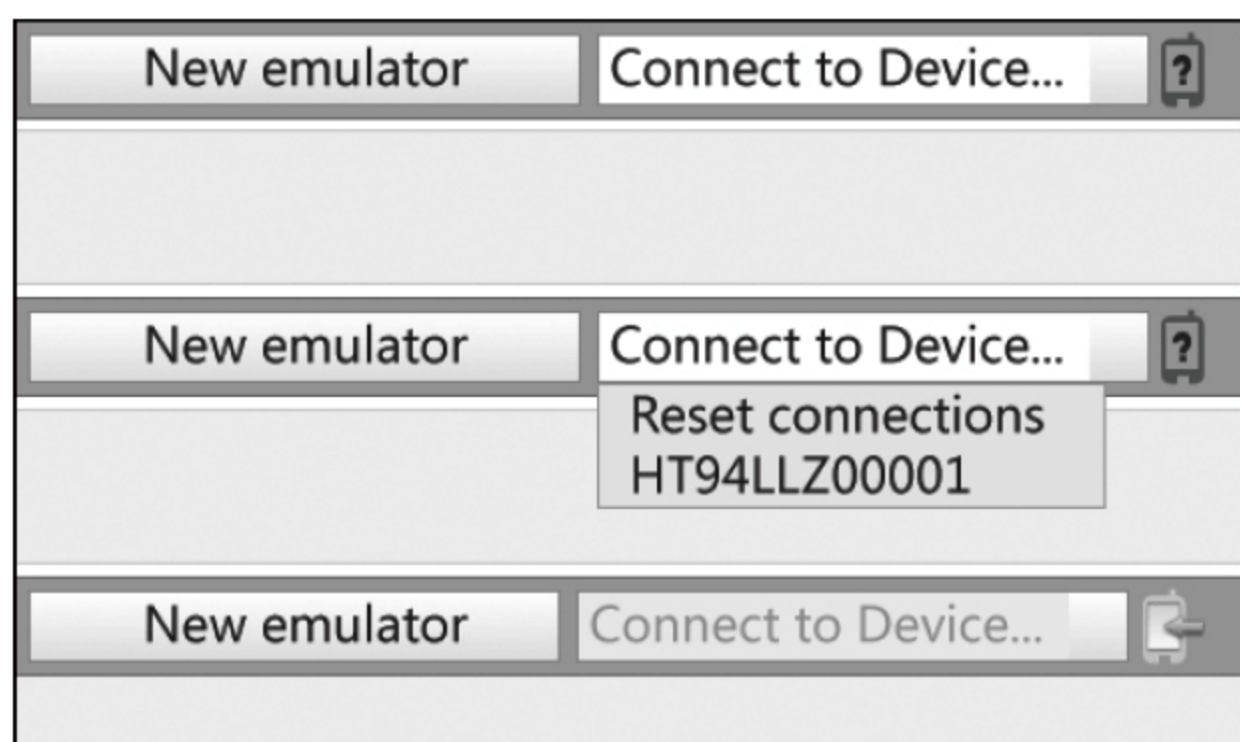 New emulator Connect to Device... ?
New emulator Connect to Device... ?
Reset connections
HT94LLZ00001
New emulator Connect to Device...